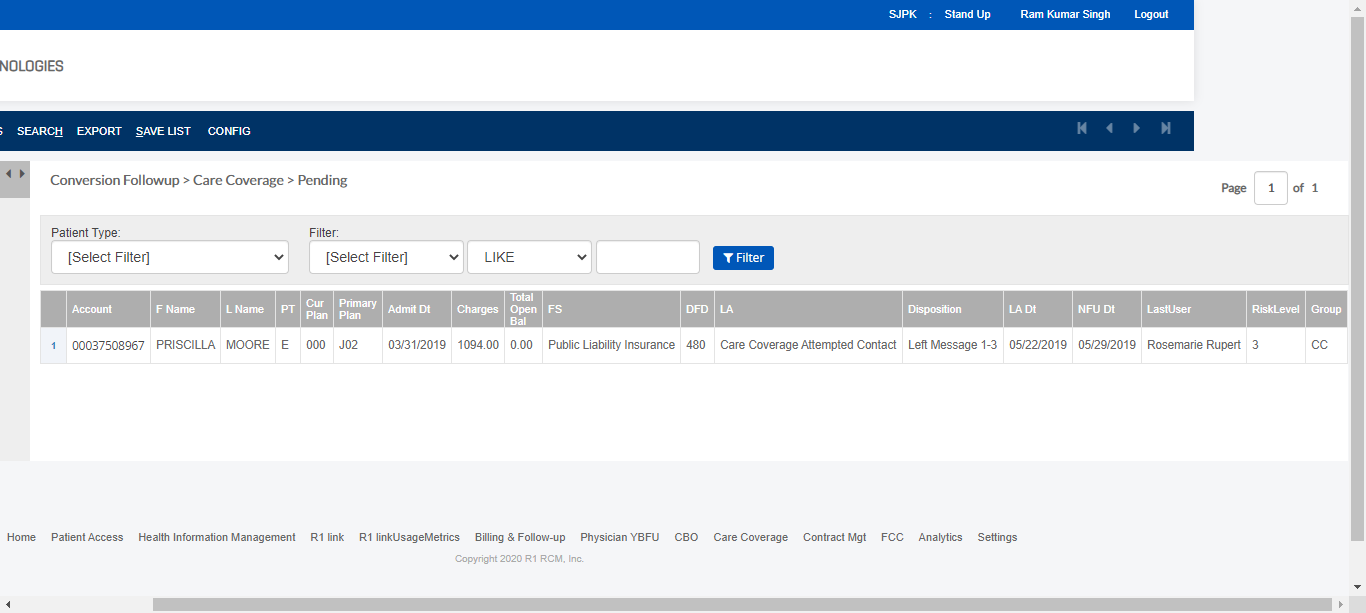 SJPK : Stand Up Ram Kumar Singh Logout
NOLOGIES
S SEARCH EXPORT SAVE LIST CONFIG
Conversion Followup > Care Coverage > Pending
Page 1 of 1
Patient Type: Filter:
[Select Filter] [Select Filter] LIKE Filter
Account F Name L Name PT Cur Plan Primary Plan Admit Dt Charges Total Open Bal FS DFD LA Disposition LA Dt NFU Dt LastUser RiskLevel Group
1 00037508967 PRISCILLA MOORE E 000 J02 03/31/2019 1094.00 0.00 Public Liability Insurance 480 Care Coverage Attempted Contact Left Message 1-3 05/22/2019 05/29/2019 Rosemarie Rupert 3 CC
Home Patient Access Health Information Management R1 link R1 linkUsageMetrics Billing & Follow-up Physician YBFU CBO Care Coverage Contract Mgt FCC Analytics Settings
Copyright 2020 R1 RCM, Inc.